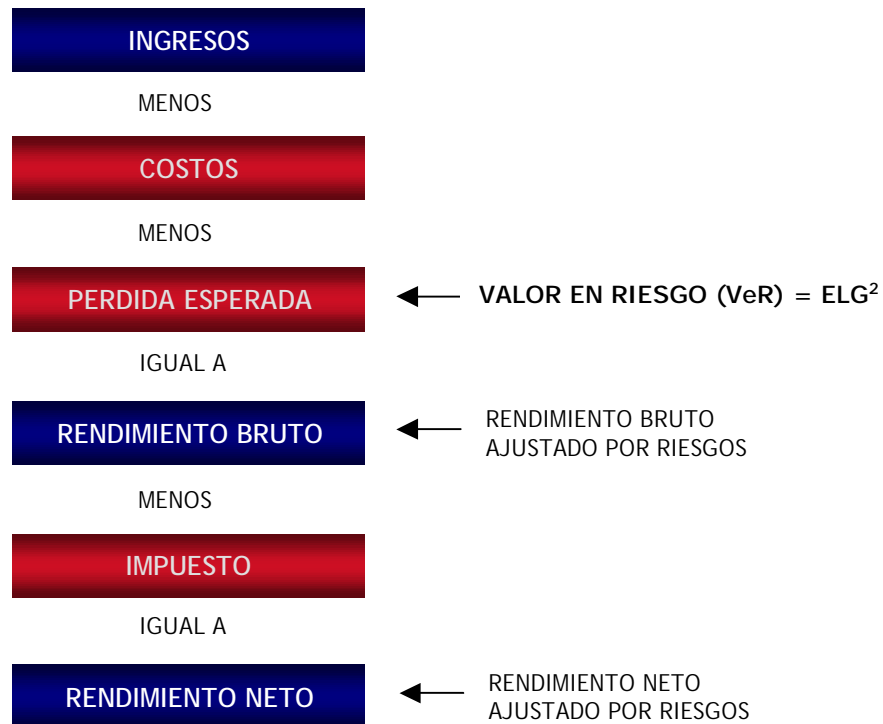 INGRESOS
MENOS
COSTOS
MENOS
PERDIDA ESPERADA
VALOR EN RIESGO (VeR) = ELG²
IGUAL A
RENDIMIENTO BRUTO
RENDIMIENTO BRUTO
AJUSTADO POR RIESGOS
MENOS
IMPUESTO
IGUAL A
RENDIMIENTO NETO
RENDIMIENTO NETO
AJUSTADO POR RIESGOS